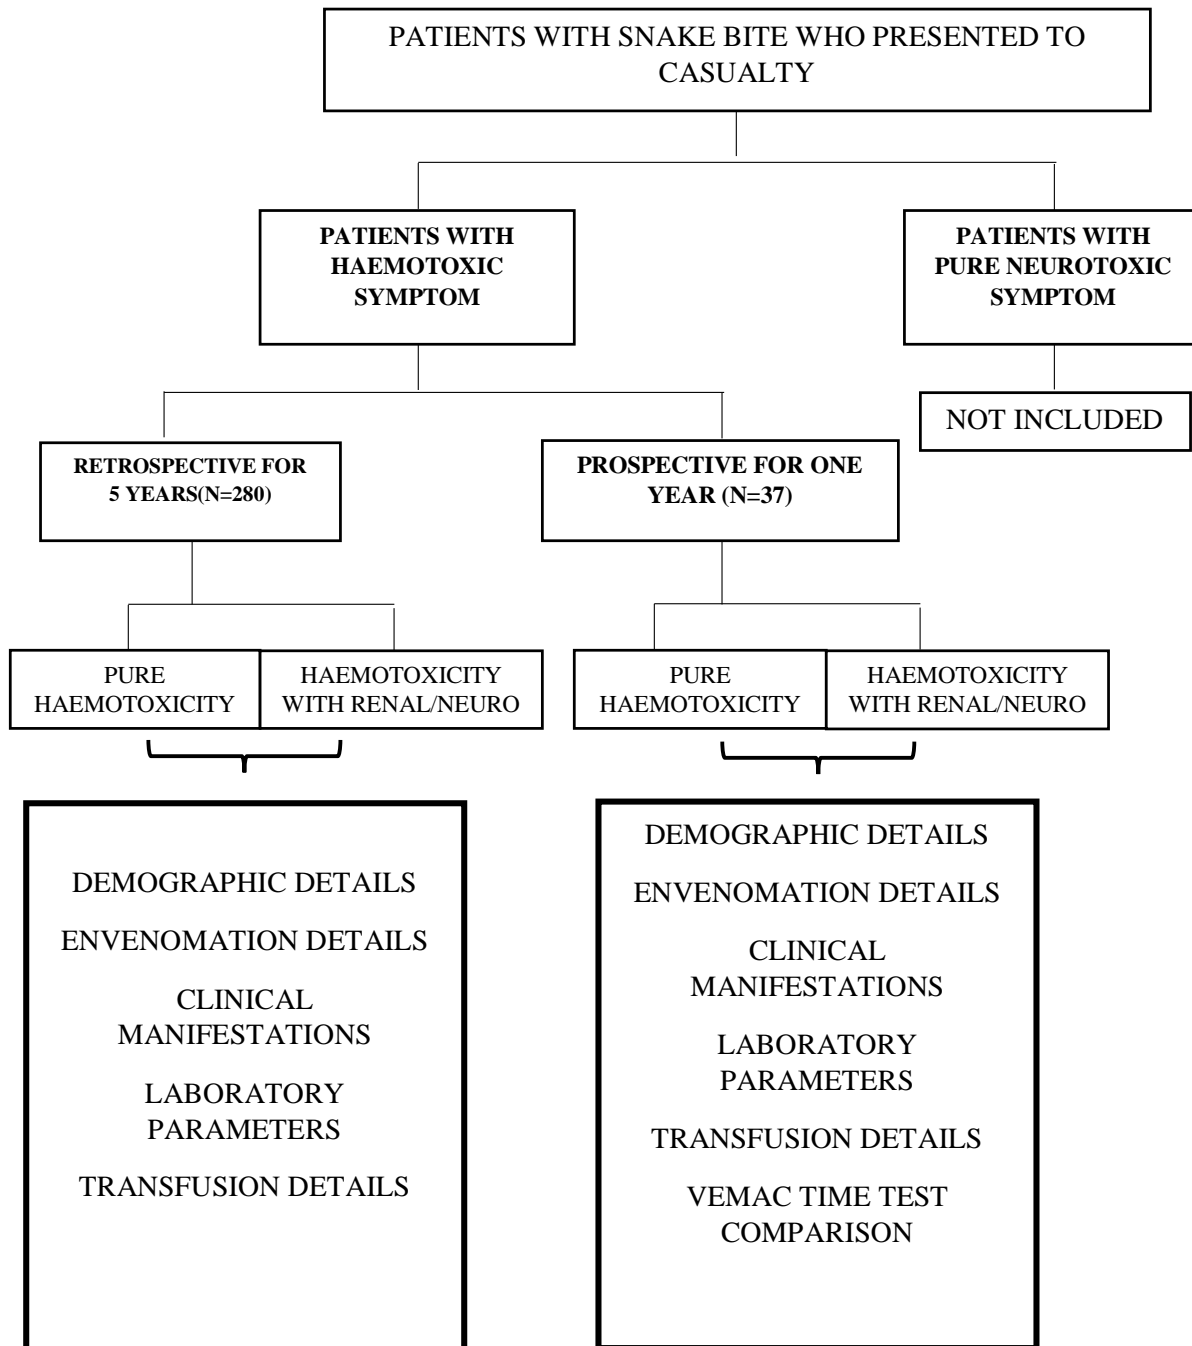 PATIENTS WITH SNAKE BITE WHO PRESENTED TO
CASUALTY
PATIENTS WITH
HAEMOTOXIC
SYMPTOM
PATIENTS WITH
PURE NEUROTOXIC
SYMPTOM
NOT INCLUDED
RETROSPECTIVE FOR
5 YEARS(N=280)
PROSPECTIVE FOR ONE
YEAR (N=37)
PURE
HAEMOTOXICITY
HAEMOTOXICITY
WITH RENAL/NEURO
PURE
HAEMOTOXICITY
HAEMOTOXICITY
WITH RENAL/NEURO
DEMOGRAPHIC DETAILS
ENVENOMATION DETAILS
CLINICAL
MANIFESTATIONS
LABORATORY
PARAMETERS
TRANSFUSION DETAILS
DEMOGRAPHIC DETAILS
ENVENOMATION DETAILS
CLINICAL
MANIFESTATIONS
LABORATORY
PARAMETERS
TRANSFUSION DETAILS
VEMAC TIME TEST
COMPARISON